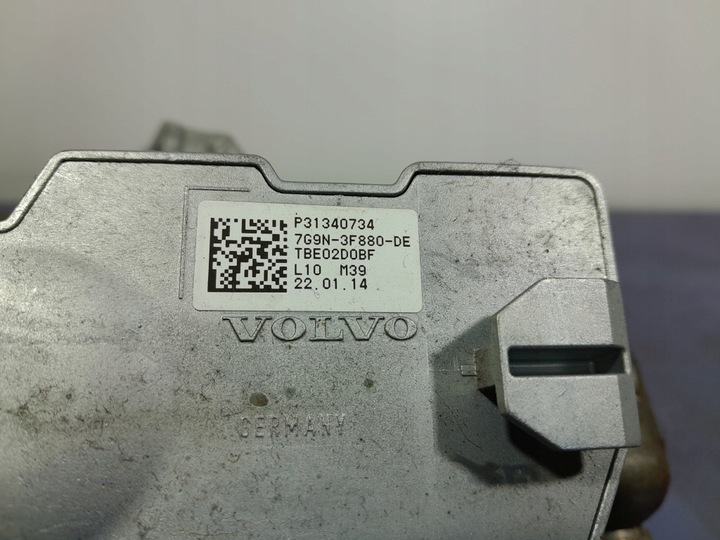 P31340734
7G9N-3F880-DE
TBE02D0BF
L10 M39
22.01.14
VOLVO
GERMANY